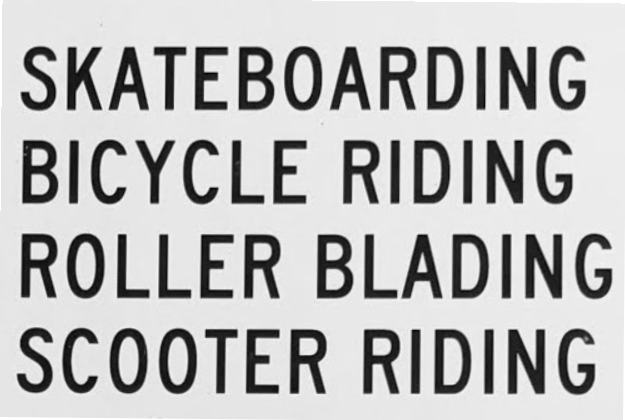 SKATEBOARDING
BICYCLE RIDING
ROLLER BLADING
SCOOTER RIDING